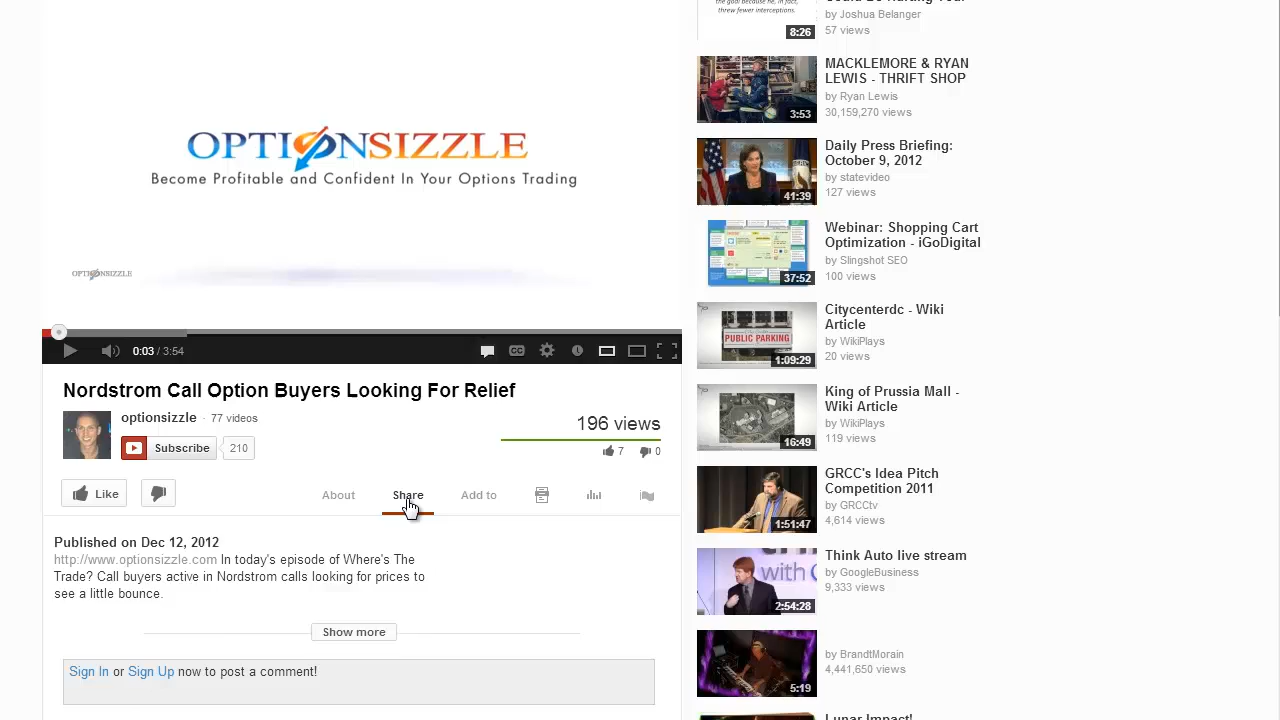 OPTIONSIZZLE
Become Profitable and Confident In Your Options Trading
OPTIONSIZZLE
0:03 / 3:54
CC
Nordstrom Call Option Buyers Looking For Relief
optionsizzle · 77 videos
Subscribe 210
196 views
7 0
Like
About Share Add to
Published on Dec 12, 2012
http://www.optionsizzle.com In today's episode of Where's The
Trade? Call buyers active in Nordstrom calls looking for prices to
see a little bounce.
Show more
Sign In or Sign Up now to post a comment!
the goal because he, in fact,
threw fewer interceptions.
8:26
by Joshua Belanger
57 views
MACKLEMORE & RYAN
LEWIS - THRIFT SHOP
by Ryan Lewis
30,159,270 views
3:53
Daily Press Briefing:
October 9, 2012
by statevideo
127 views
41:39
Webinar: Shopping Cart
Optimization - iGoDigital
by Slingshot SEO
100 views
37:52
Citycenterdc - Wiki
Article
by WikiPlays
20 views
PUBLIC PARKING
1:09:29
King of Prussia Mall -
Wiki Article
by WikiPlays
119 views
16:49
GRCC's Idea Pitch
Competition 2011
by GRCCtv
4,614 views
1:51:47
Think Auto live stream
by GoogleBusiness
9,333 views
with
2:54:28
by BrandtMorain
4,441,650 views
5:19
Lunar Impact!